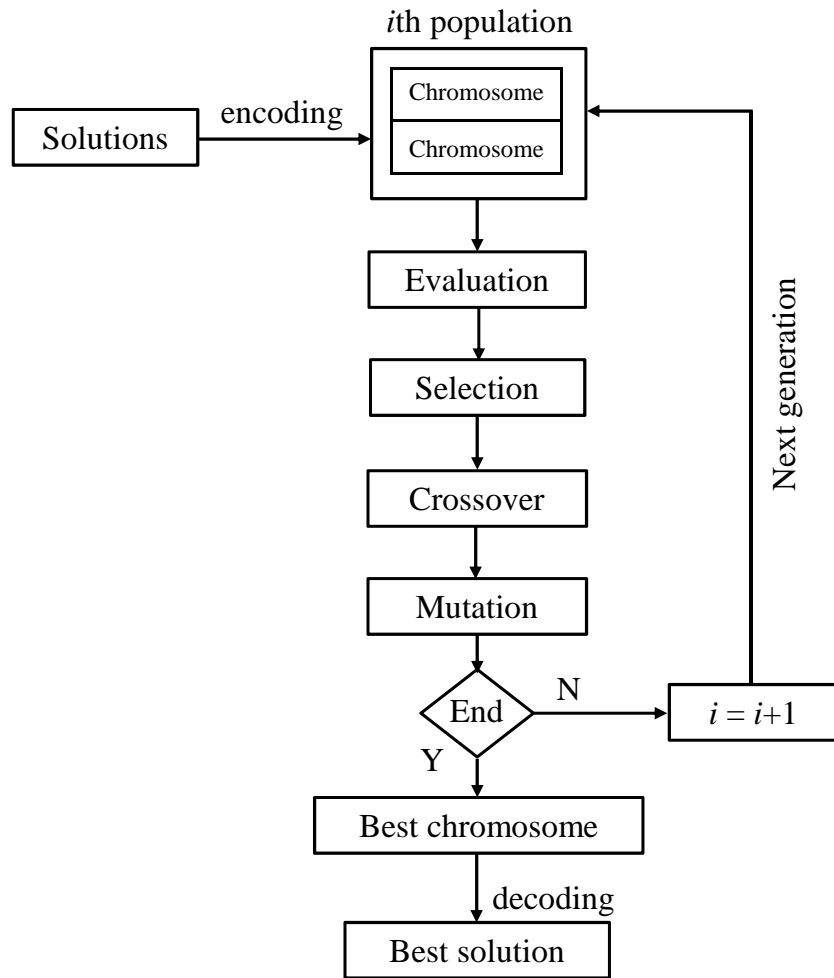 ith population
Chromosome
encoding
Solutions
Chromosome
Evaluation
Selection
Next generation
Crossover
Mutation
End
N
i = i+1
Y
Best chromosome
decoding
Best solution